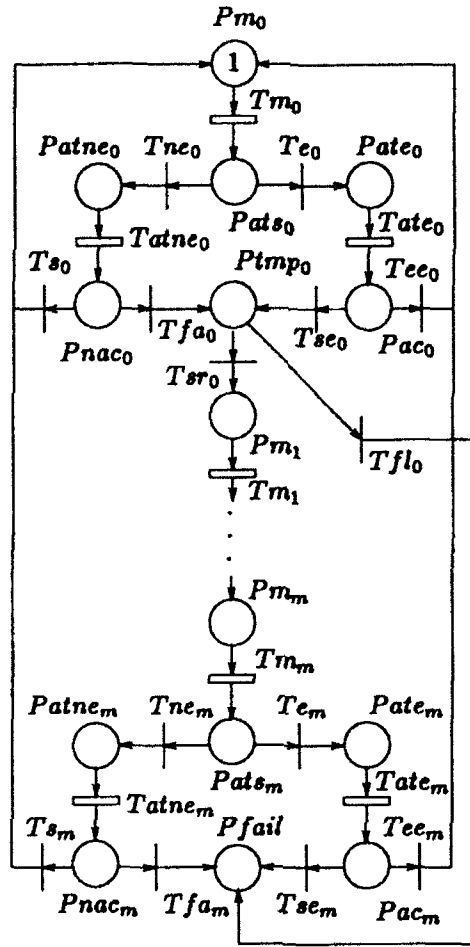 Pm₀
1
Tm₀
Patne₀ Tne₀ Te₀ Pate₀
Pats₀
Tatne₀ Tate₀
Ts₀ Ptmp₀ Tee₀
Pnac₀ Tfa₀ Tse₀ Pac₀
Tsr₀
Pm₁
Tfl₀
Tm₁
Pmₘ
Tmₘ
Patneₘ Tneₘ Teₘ Pateₘ
Patsₘ
Tatneₘ Tateₘ
Tsₘ Pfail Teeₘ
Pnacₘ Tfaₘ Tseₘ Pacₘ